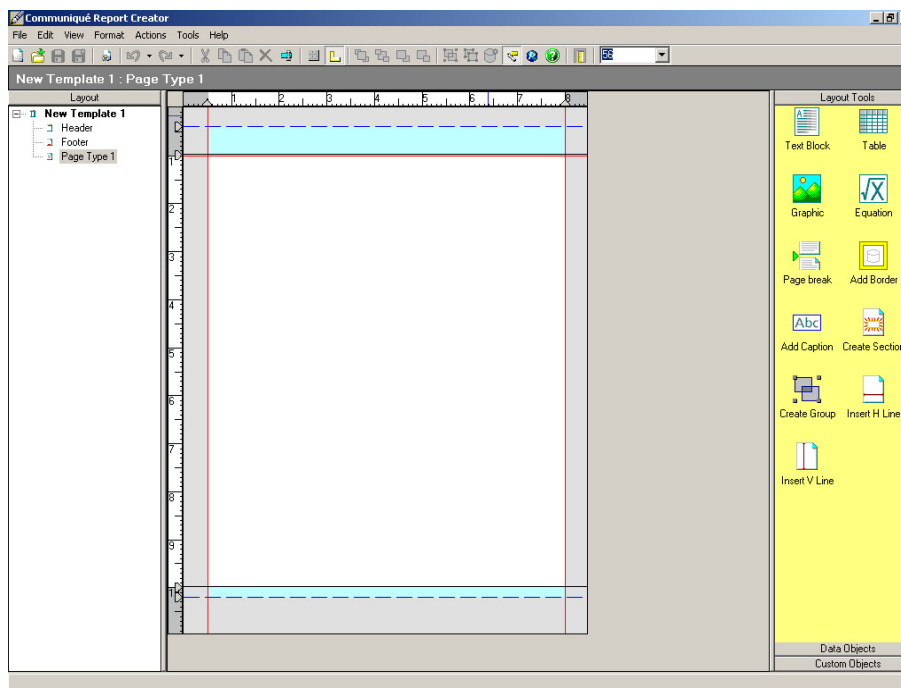 Communiqué Report Creator
File Edit View Format Actions Tools Help
56
New Template 1 : Page Type 1
Layout
New Template 1
Header
Footer
Page Type 1
1 2 3 4 5 6 7 8
1
2
3
4
5
6
7
8
9
1
Layout Tools
Text Block Table
Graphic Equation
Page break Add Border
Abc
Add Caption Create Section
Create Group Insert H Line
Insert V Line
Data Objects
Custom Objects